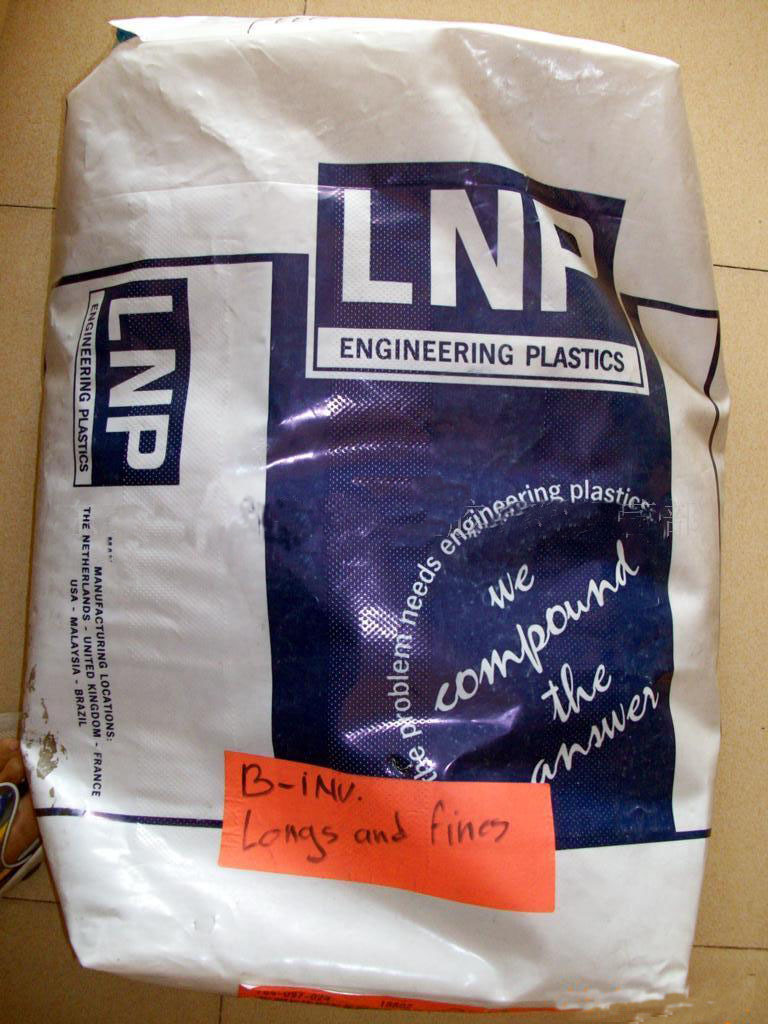 LNP
ENGINEERING PLASTICS
LNP
ENGINEERING PLASTICS
problem needs engineering plastics
we
compound
the
answer
MANUFACTURING LOCATIONS:
THE NETHERLANDS - UNITED KINGDOM - FRANCE
USA - MALAYSIA - BRAZIL
B-inv.
Longs and fines